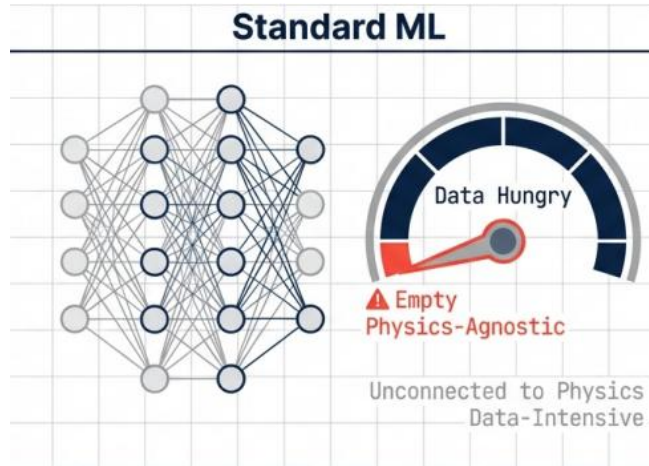 Standard ML
Data Hungry
Empty
Physics-Agnostic
Unconnected to Physics
Data-Intensive